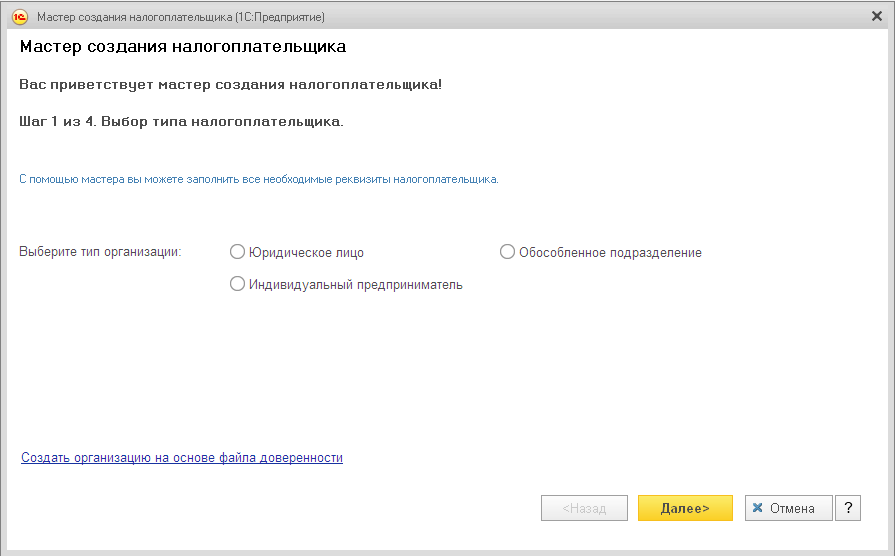 Мастер создания налогоплательщика (1С:Предприятие)
Мастер создания налогоплательщика
Вас приветствует мастер создания налогоплательщика!
Шаг 1 из 4. Выбор типа налогоплательщика.
С помощью мастера вы можете заполнить все необходимые реквизиты налогоплательщика.
Выберите тип организации: Юридическое лицо Обособленное подразделение
Индивидуальный предприниматель
Создать организацию на основе файла доверенности
<Назад Далее> Отмена ?